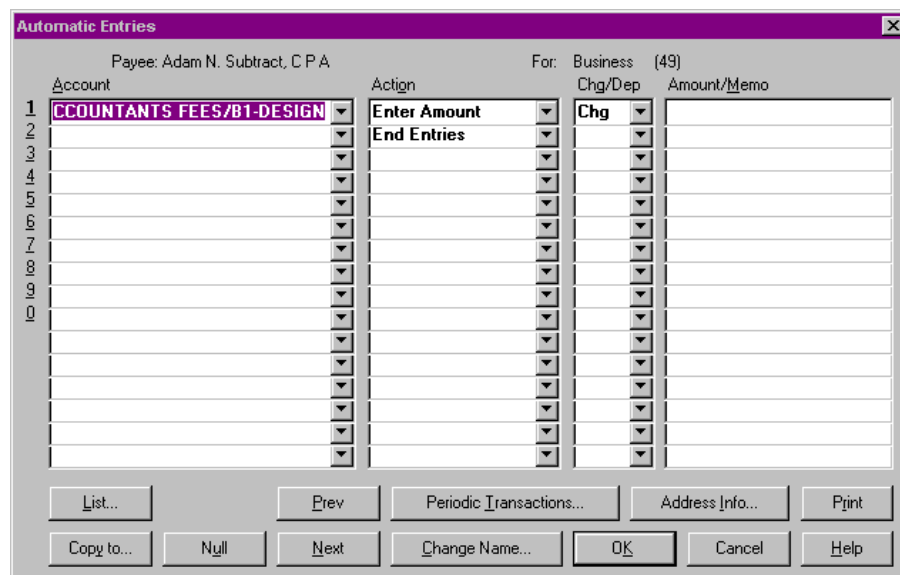 Automatic Entries
Payee: Adam N. Subtract, C P A For: Business (49)
Account Action Chg/Dep Amount/Memo
1 CCOUNTANTS FEES/B1-DESIGN Enter Amount Chg
2 End Entries
3
4
5
6
7
8
9
0
List... Prev Periodic Transactions... Address Info... Print
Copy to... Null Next Change Name... OK Cancel Help